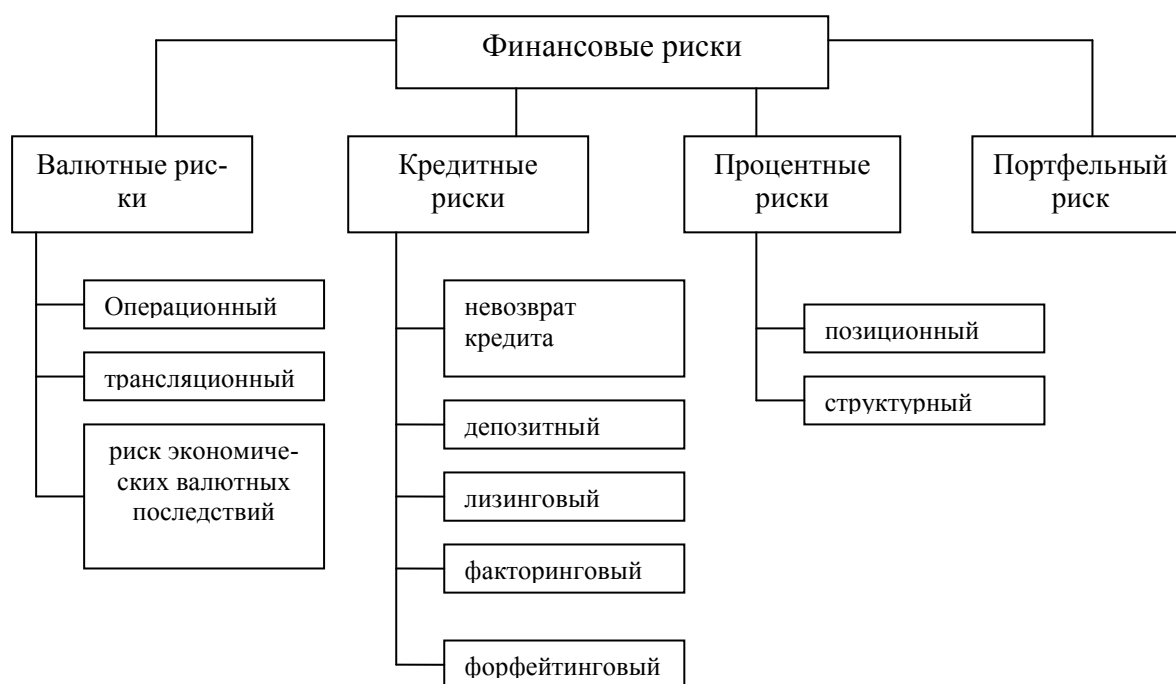 Финансовые риски
Валютные рис-
ки
Кредитные
риски
Процентные
риски
Портфельный
риск
Операционный
трансляционный
риск экономиче-
ских валютных
последствий
невозврат
кредита
депозитный
лизинговый
факторинговый
форфейтинговый
позиционный
структурный